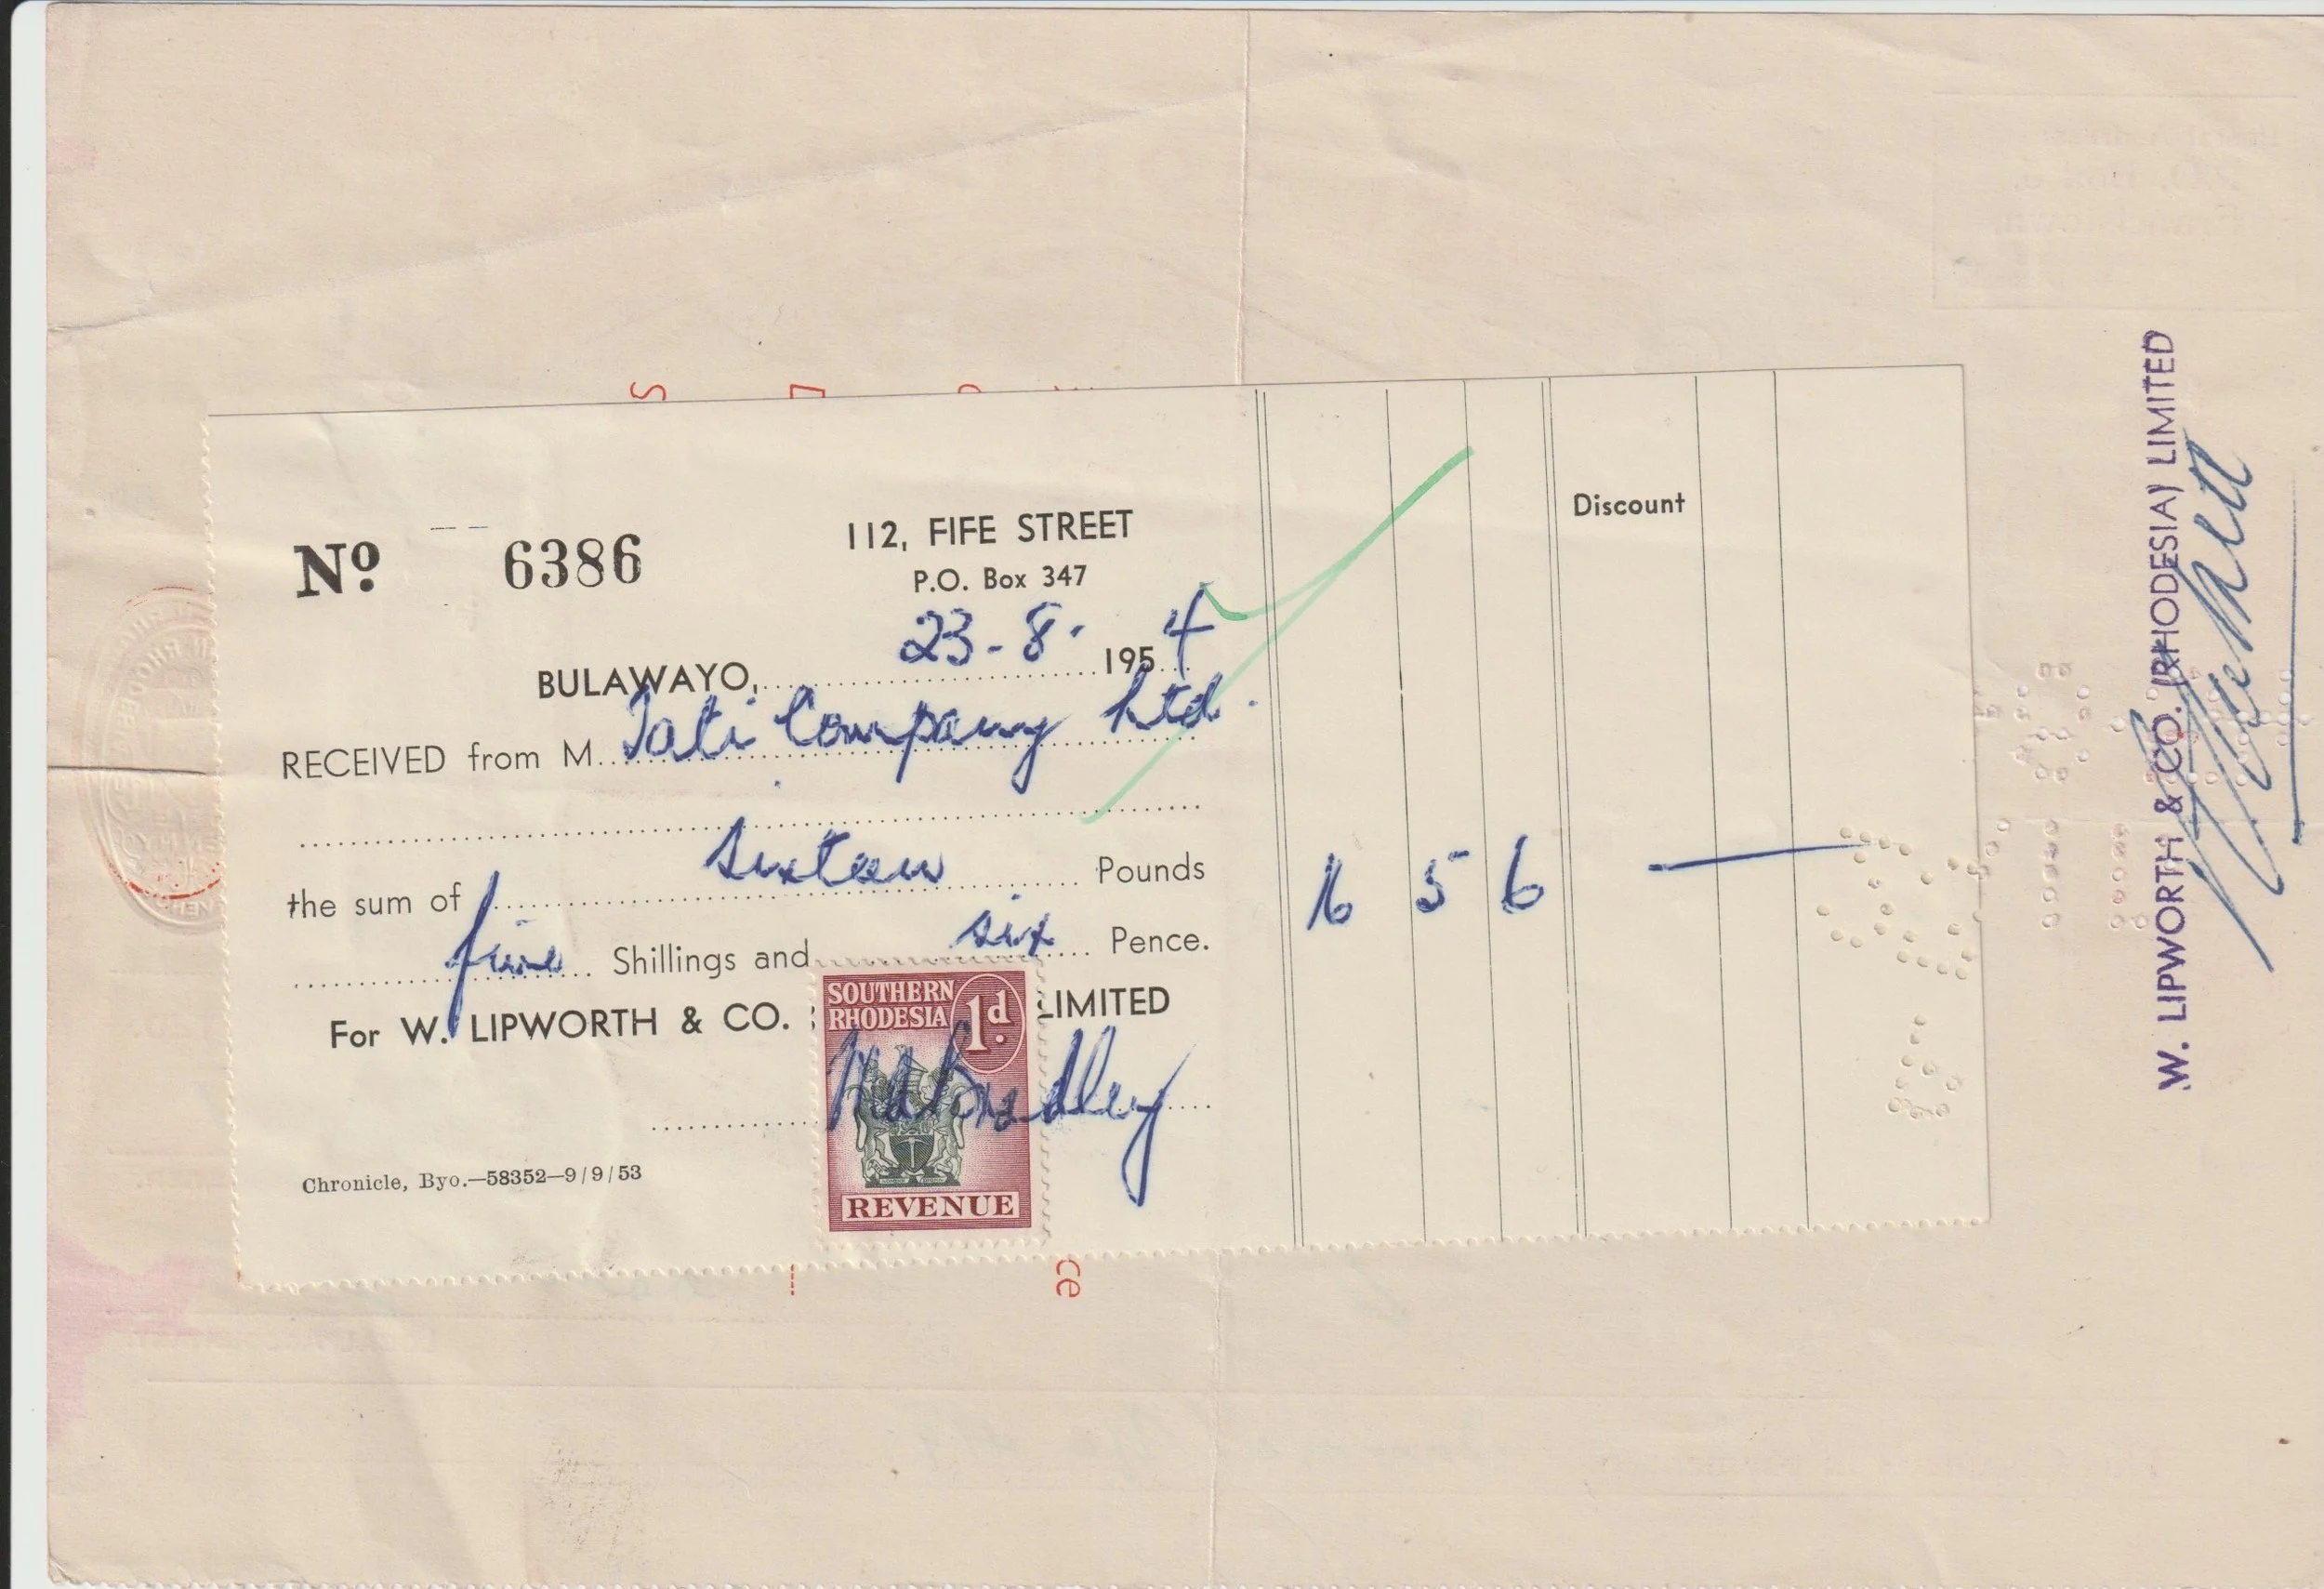 Nº 6386
112, FIFE STREET
P.O. Box 347
BULAWAYO, 23-8- 1954
RECEIVED from M. Tati Company Ltd.
the sum of sixteen Pounds
five Shillings and six Pence.
For W. LIPWORTH & CO. LIMITED
SOUTHERN
RHODESIA
1d.
REVENUE
Chronicle, Byo.—58352—9/9/53
Discount
16 5 6 —
W. LIPWORTH & CO. (RHODESIA) LIMITED
ce